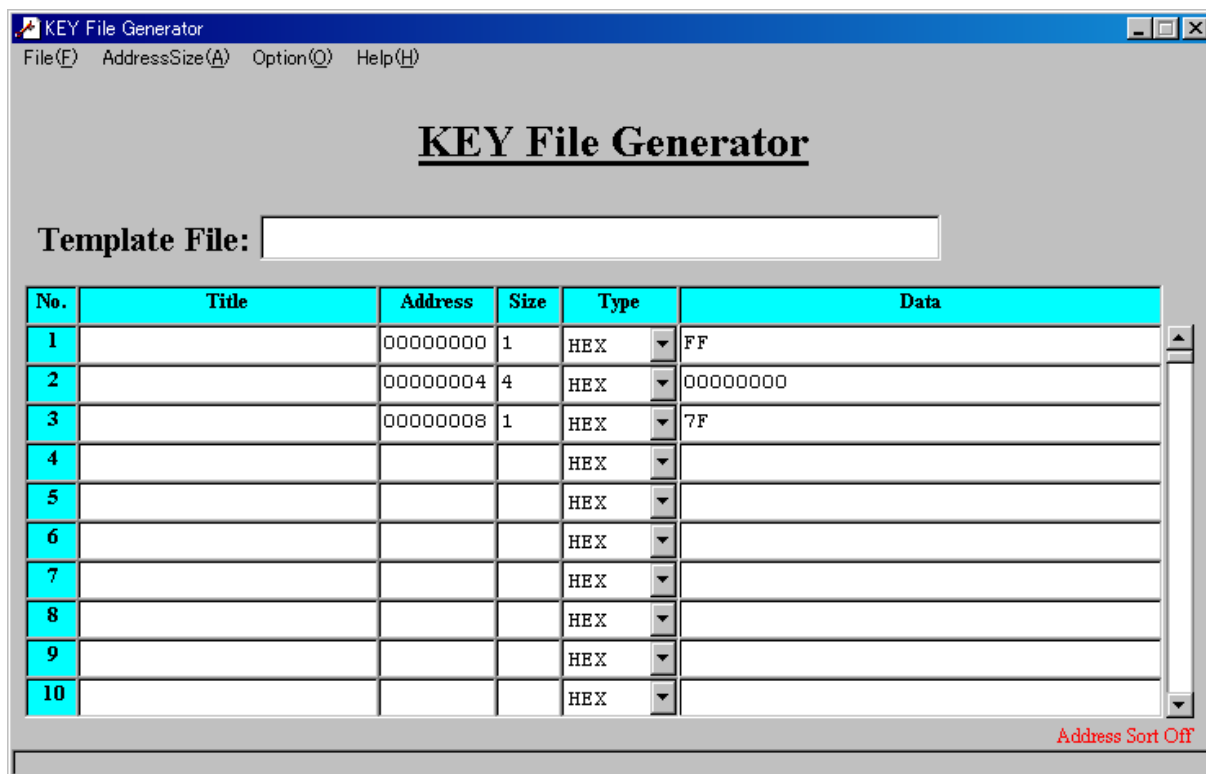 KEY File Generator
File(F) AddressSize(A) Option(O) Help(H)
KEY File Generator
Template File:
No. Title Address Size Type Data
1 00000000 1 HEX FF
2 00000004 4 HEX 00000000
3 00000008 1 HEX 7F
4 HEX
5 HEX
6 HEX
7 HEX
8 HEX
9 HEX
10 HEX
Address Sort Off